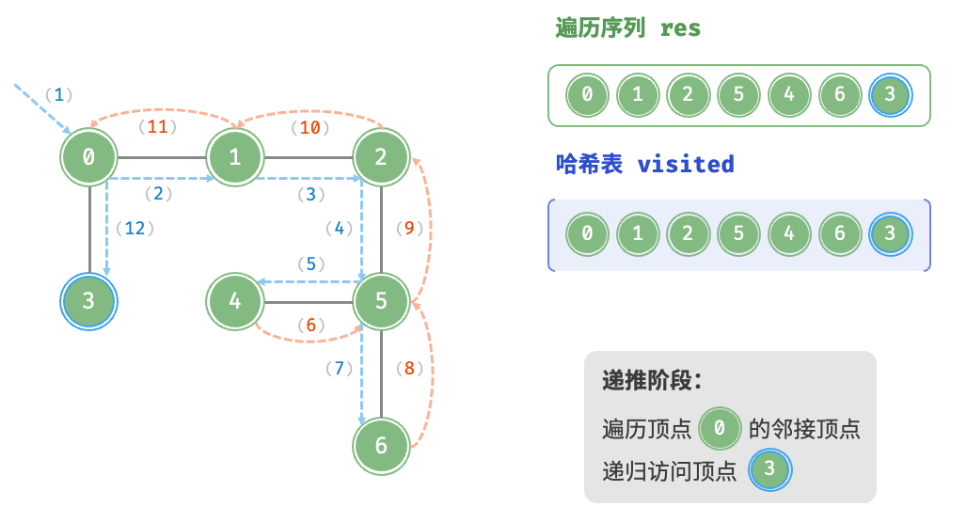 遍历序列 res
0 1 2 5 4 6 3
哈希表 visited
0 1 2 5 4 6 3
(1)
(11) (10)
0 1 2
(2) (3)
(12) (4) (9)
(5)
3 4 5
(6)
(7) (8)
6
递推阶段：
遍历顶点 0 的邻接顶点
递归访问顶点 3